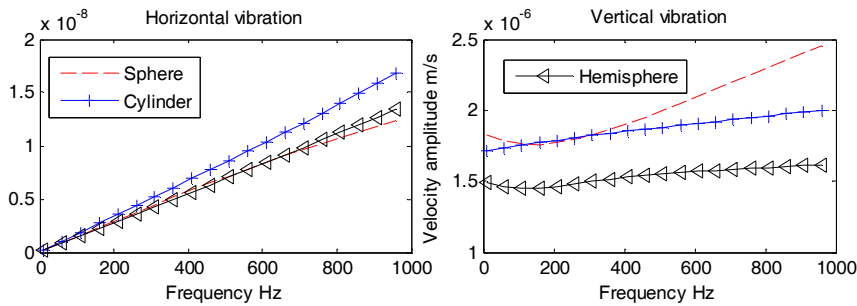 Horizontal vibration
x 10^-8
2
1.5
1
0.5
0
0 200 400 600 800 1000
Frequency Hz
Sphere
Cylinder
Vertical vibration
x 10^-6
2.5
2
1.5
1
0 200 400 600 800 1000
Frequency Hz
Velocity amplitude m/s
Hemisphere